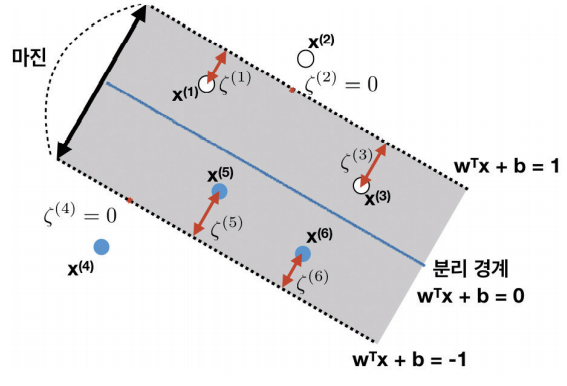 마진
x(1)
ζ(1)
x(2)
ζ(2) = 0
ζ(3)
x(3)
wTx + b = 1
ζ(4) = 0
x(4)
x(5)
ζ(5)
x(6)
ζ(6)
분리 경계
wTx + b = 0
wTx + b = -1